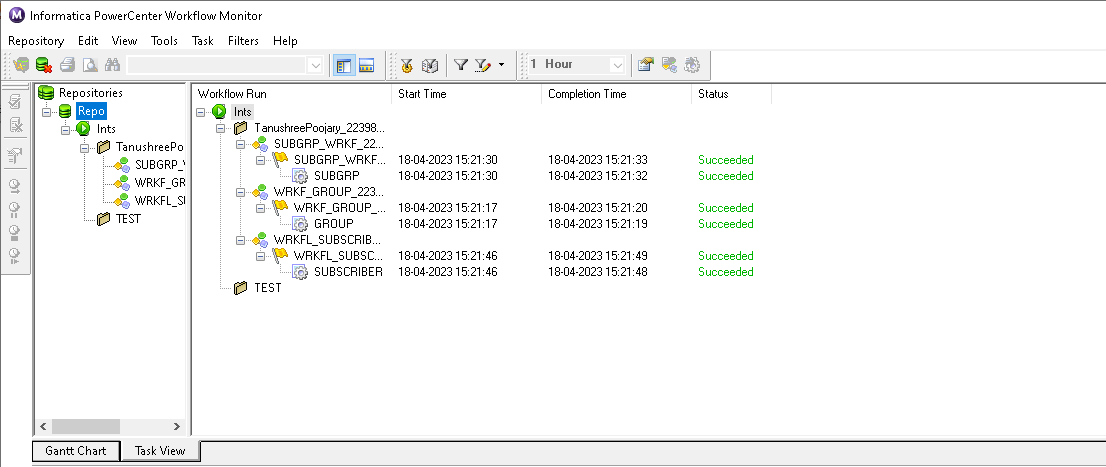 Informatica PowerCenter Workflow Monitor
Repository Edit View Tools Task Filters Help
1 Hour
Repositories
Repo
Ints
TanushreePo
SUBGRP_
WRKF_GR
WRKFL_SU
TEST
Workflow Run Start Time Completion Time Status
Ints
TanushreePoojary_22398...
SUBGRP_WRKF_22...
SUBGRP_WRKF... 18-04-2023 15:21:30 18-04-2023 15:21:33 Succeeded
SUBGRP 18-04-2023 15:21:30 18-04-2023 15:21:32 Succeeded
WRKF_GROUP_223...
WRKF_GROUP_... 18-04-2023 15:21:17 18-04-2023 15:21:20 Succeeded
GROUP 18-04-2023 15:21:17 18-04-2023 15:21:19 Succeeded
WRKFL_SUBSCRIB...
WRKFL_SUBSC... 18-04-2023 15:21:46 18-04-2023 15:21:49 Succeeded
SUBSCRIBER 18-04-2023 15:21:46 18-04-2023 15:21:48 Succeeded
TEST
Gantt Chart Task View